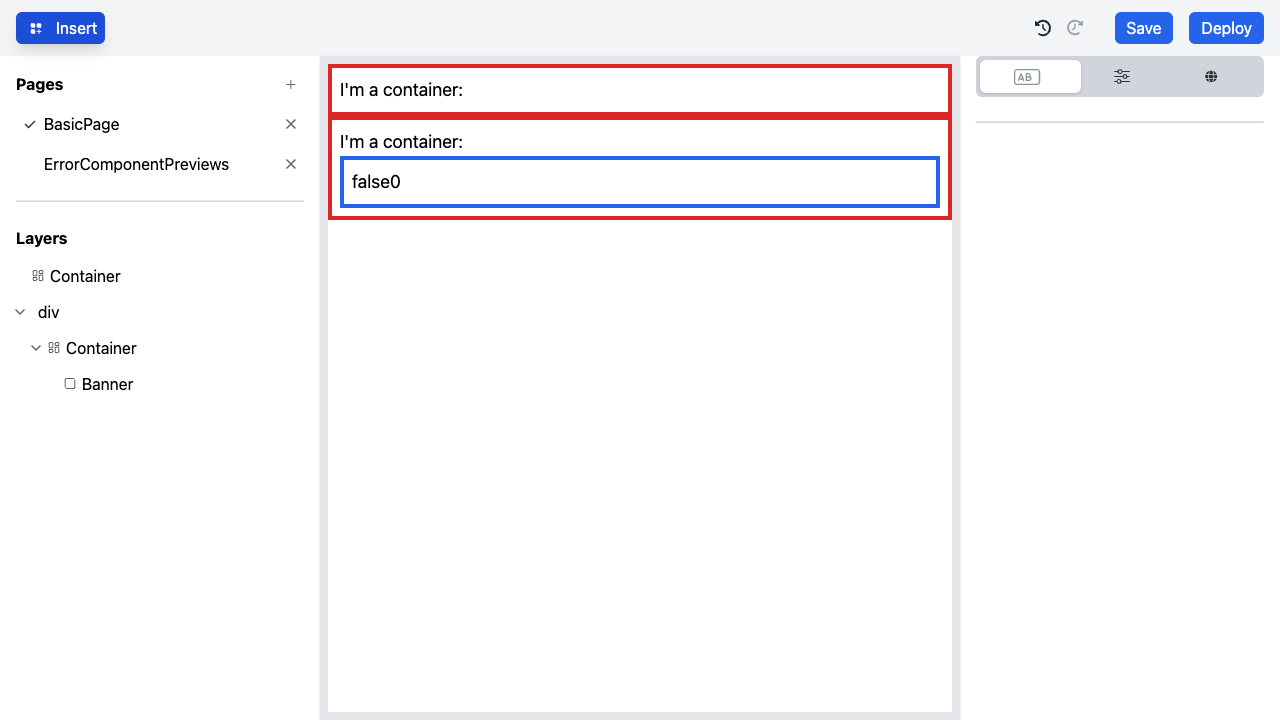 Insert
Save
Deploy
Pages
BasicPage
ErrorComponentPreviews
Layers
Container
div
Container
Banner
I'm a container:
I'm a container:
false0
AB